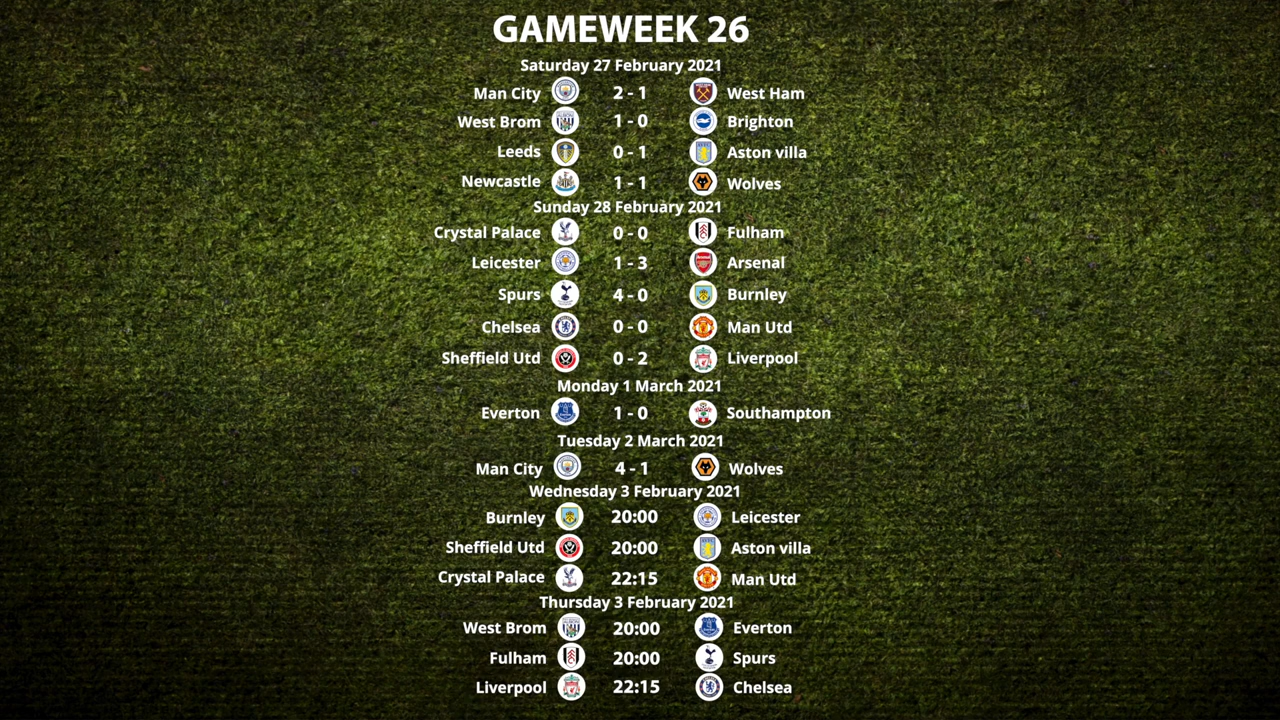 GAMEWEEK 26
Saturday 27 February 2021
Man City 2 - 1 West Ham
West Brom 1 - 0 Brighton
Leeds 0 - 1 Aston villa
Newcastle 1 - 1 Wolves
Sunday 28 February 2021
Crystal Palace 0 - 0 Fulham
Leicester 1 - 3 Arsenal
Spurs 4 - 0 Burnley
Chelsea 0 - 0 Man Utd
Sheffield Utd 0 - 2 Liverpool
Monday 1 March 2021
Everton 1 - 0 Southampton
Tuesday 2 March 2021
Man City 4 - 1 Wolves
Wednesday 3 February 2021
Burnley 20:00 Leicester
Sheffield Utd 20:00 Aston villa
Crystal Palace 22:15 Man Utd
Thursday 3 February 2021
West Brom 20:00 Everton
Fulham 20:00 Spurs
Liverpool 22:15 Chelsea